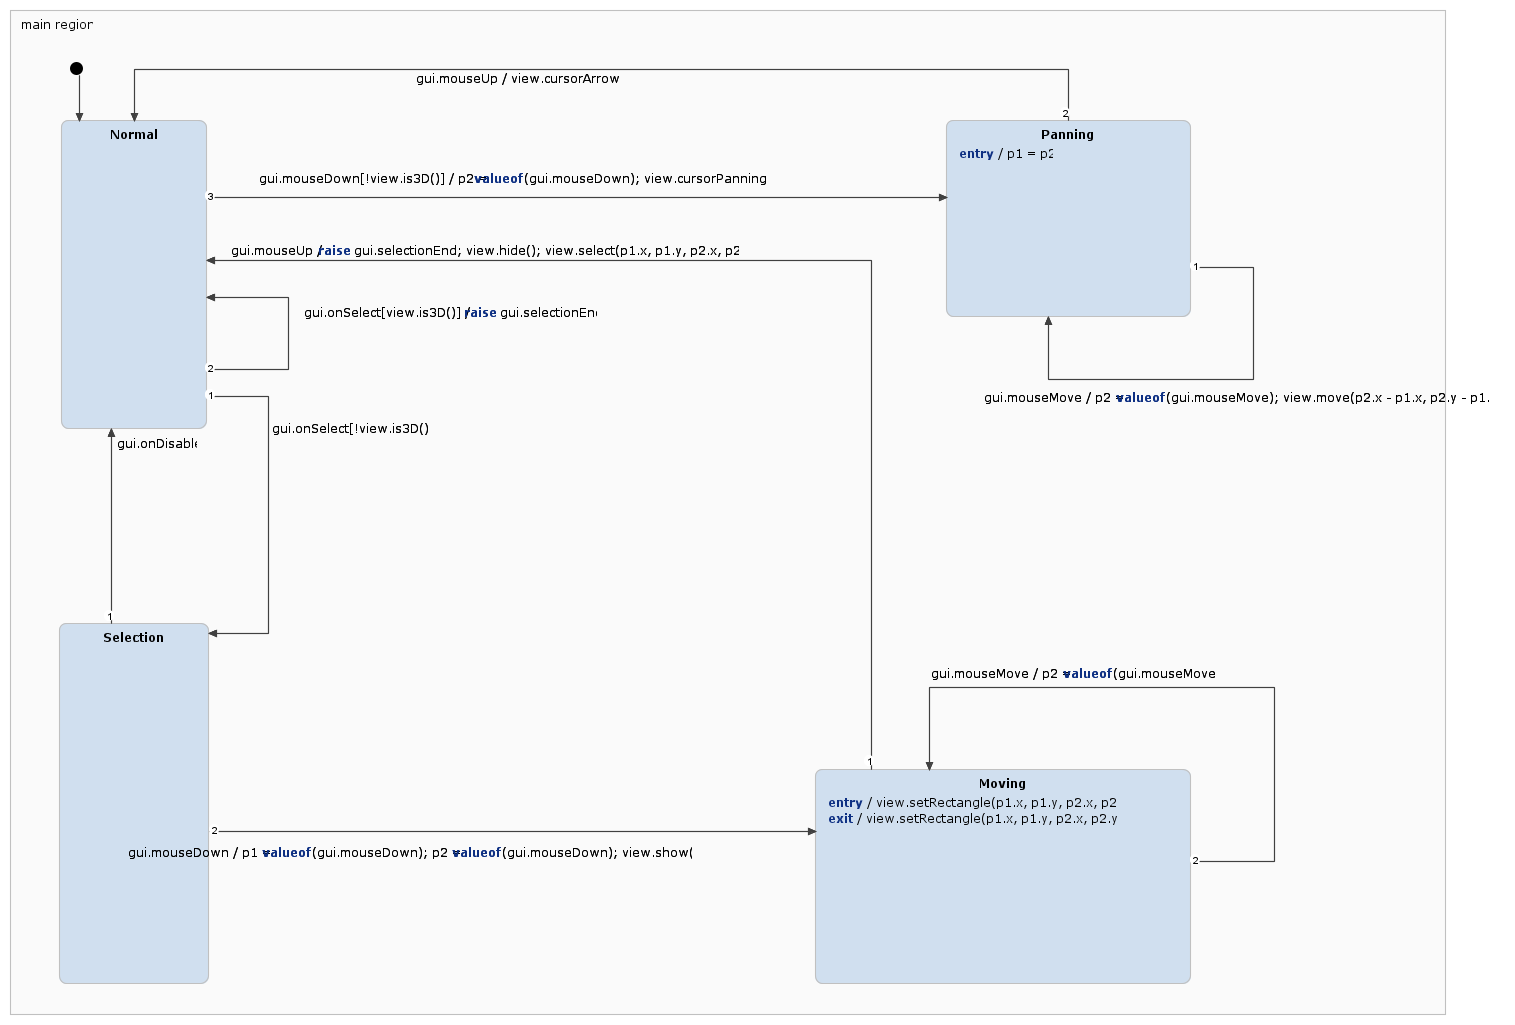 main region
gui.mouseUp / view.cursorArrow
2
Normal
Panning
entry / p1 = p2
gui.mouseDown[!view.is3D()] / p2 = valueof(gui.mouseDown); view.cursorPanning
3
gui.mouseUp / raise gui.selectionEnd; view.hide(); view.select(p1.x, p1.y, p2.x, p2
1
gui.onSelect[view.is3D()] / raise gui.selectionEnd
2
1
gui.mouseMove / p2 = valueof(gui.mouseMove); view.move(p2.x - p1.x, p2.y - p1.
gui.onSelect[!view.is3D()
gui.onDisable
1
Selection
gui.mouseMove / p2 = valueof(gui.mouseMove
1
Moving
entry / view.setRectangle(p1.x, p1.y, p2.x, p2
exit / view.setRectangle(p1.x, p1.y, p2.x, p2.y
2
gui.mouseDown / p1 = valueof(gui.mouseDown); p2 = valueof(gui.mouseDown); view.show(
2